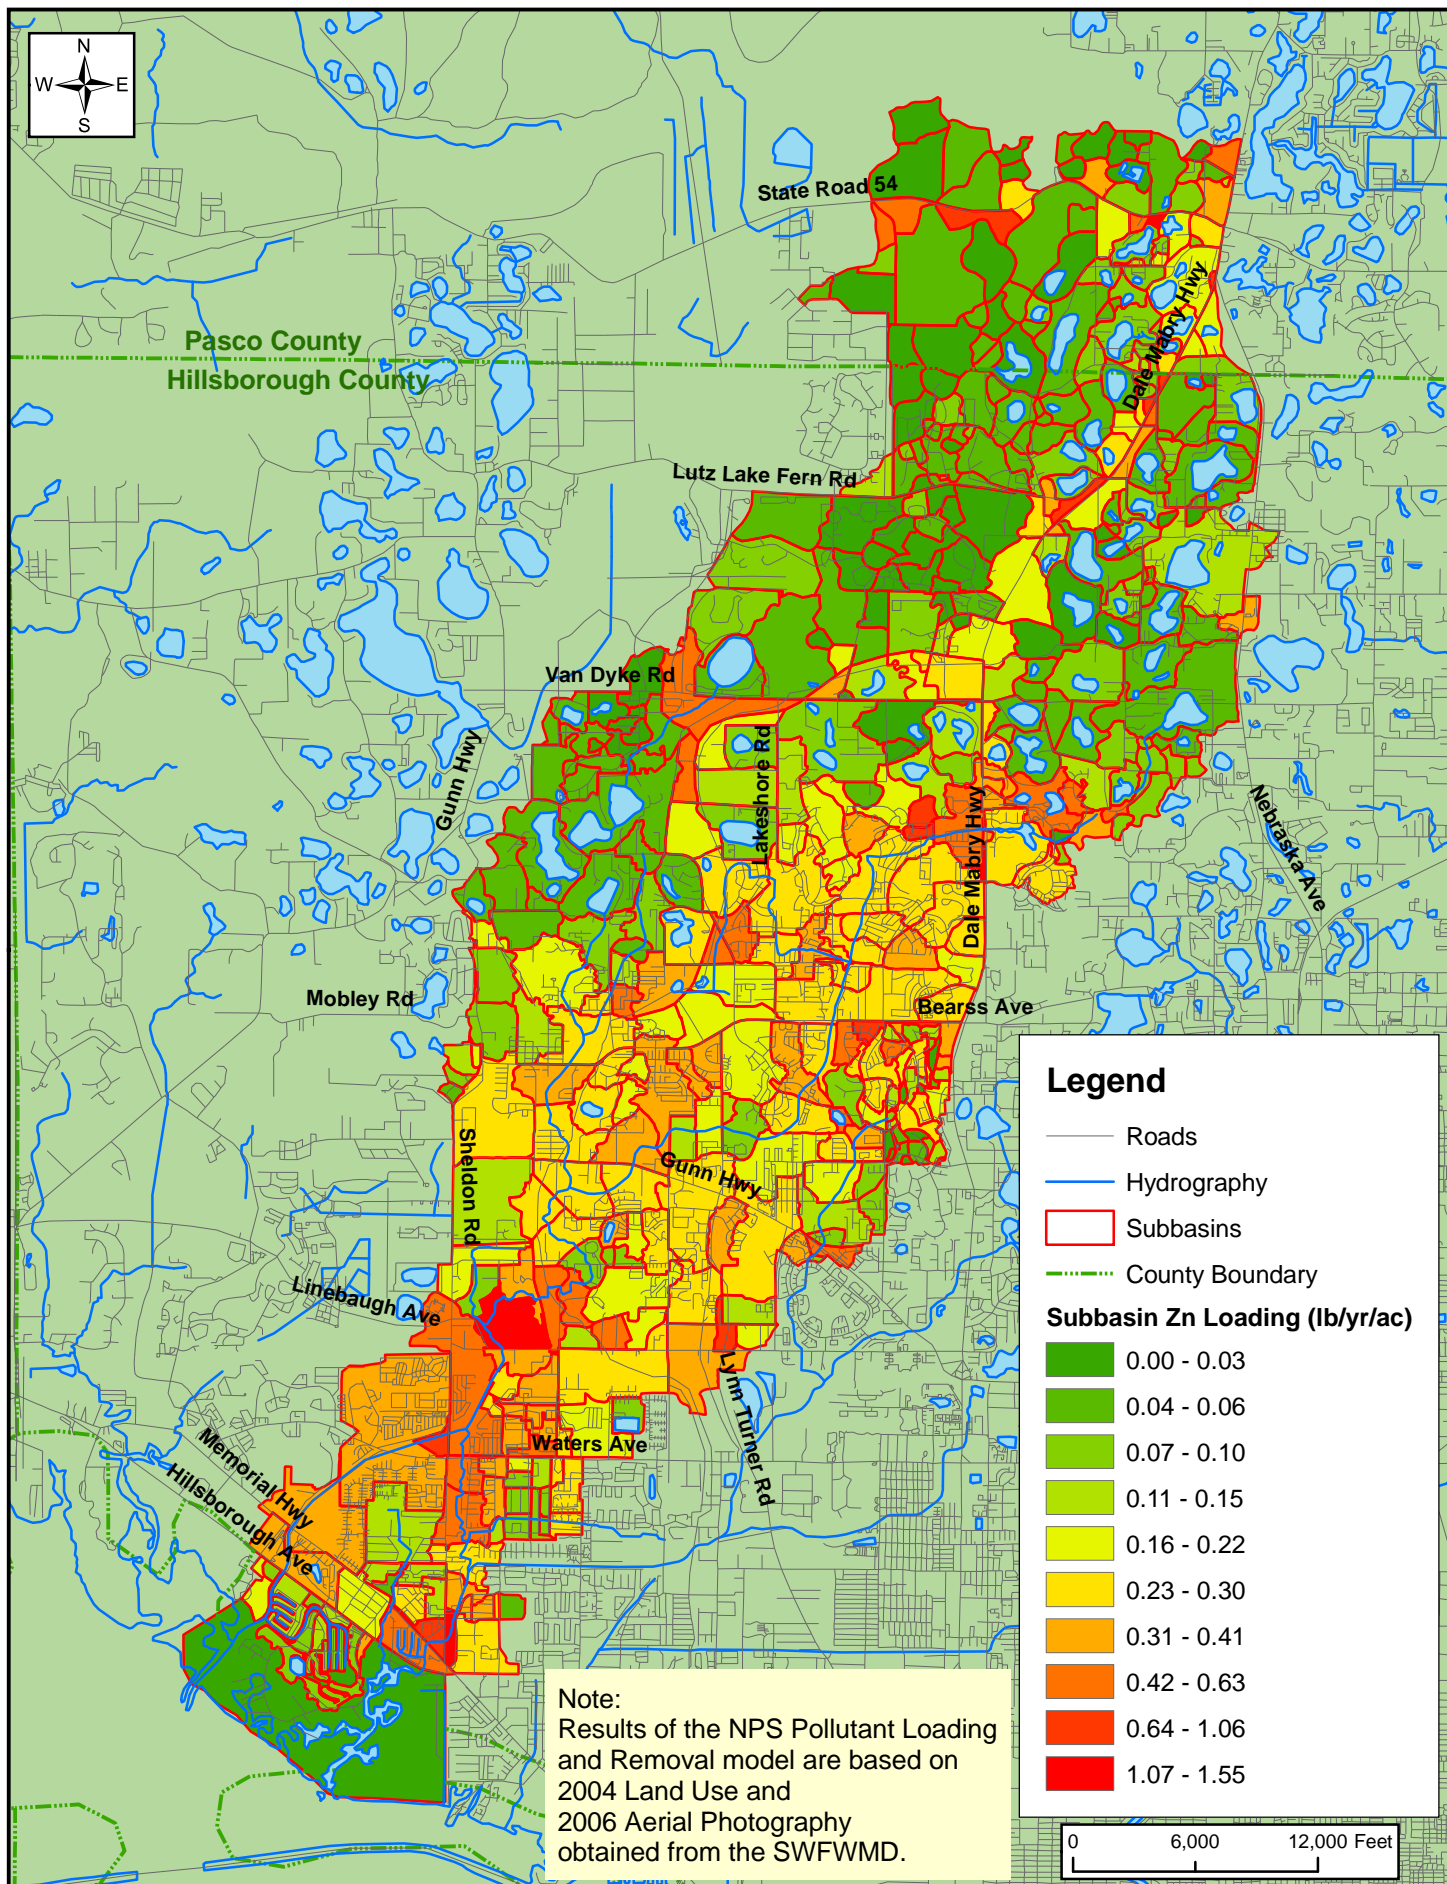 N
W E
S
State Road 54
Dale Mabry Hwy
Pasco County
Hillsborough County
Lutz Lake Fern Rd
Van Dyke Rd
Gunn Hwy
Lakeshore Rd
Dale Mabry Hwy
Nebraska Ave
Mobley Rd
Bearss Ave
Sheldon Rd
Gunn Hwy
Linebaugh Ave
Lynn Turner Rd
Waters Ave
Memorial Hwy
Hillsborough Ave
Legend
Roads
Hydrography
Subbasins
County Boundary
Subbasin Zn Loading (lb/yr/ac)
0.00 - 0.03
0.04 - 0.06
0.07 - 0.10
0.11 - 0.15
0.16 - 0.22
0.23 - 0.30
0.31 - 0.41
0.42 - 0.63
0.64 - 1.06
1.07 - 1.55
Note:
Results of the NPS Pollutant Loading
and Removal model are based on
2004 Land Use and
2006 Aerial Photography
obtained from the SWFWMD.
0 6,000 12,000 Feet